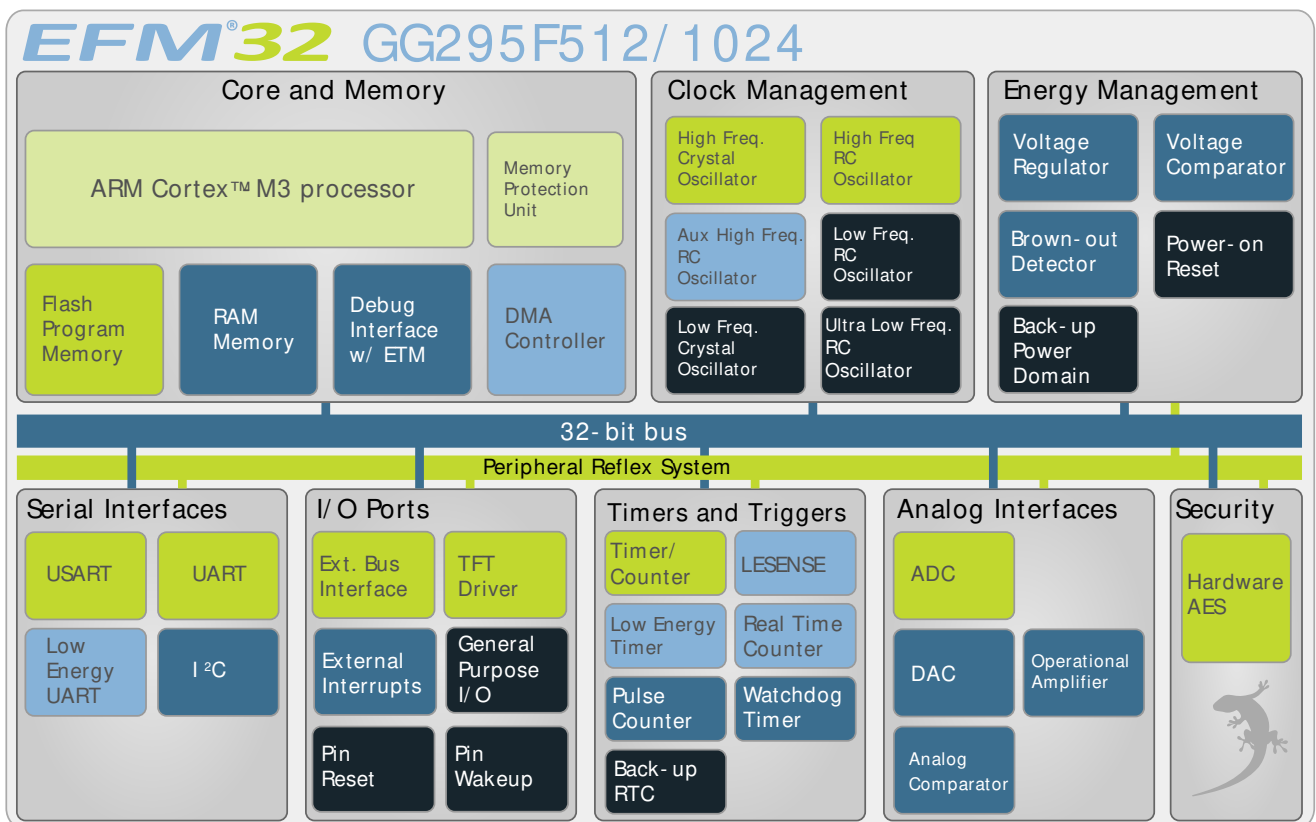 EFM®32 GG295F512/1024
Core and Memory
ARM Cortex™ M3 processor
Memory
Protection
Unit
Flash
Program
Memory
RAM
Memory
Debug
Interface
w/ ETM
DMA
Controller
Clock Management
High Freq.
Crystal
Oscillator
High Freq
RC
Oscillator
Aux High Freq.
RC
Oscillator
Low Freq.
RC
Oscillator
Low Freq.
Crystal
Oscillator
Ultra Low Freq.
RC
Oscillator
Energy Management
Voltage
Regulator
Voltage
Comparator
Brown-out
Detector
Power-on
Reset
Back-up
Power
Domain
32-bit bus
Peripheral Reflex System
Serial Interfaces
USART
UART
Low
Energy
UART
I²C
I/O Ports
Ext. Bus
Interface
TFT
Driver
External
Interrupts
General
Purpose
I/O
Pin
Reset
Pin
Wakeup
Timers and Triggers
Timer/
Counter
LESENSE
Low Energy
Timer
Real Time
Counter
Pulse
Counter
Watchdog
Timer
Back-up
RTC
Analog Interfaces
ADC
DAC
Operational
Amplifier
Analog
Comparator
Security
Hardware
AES